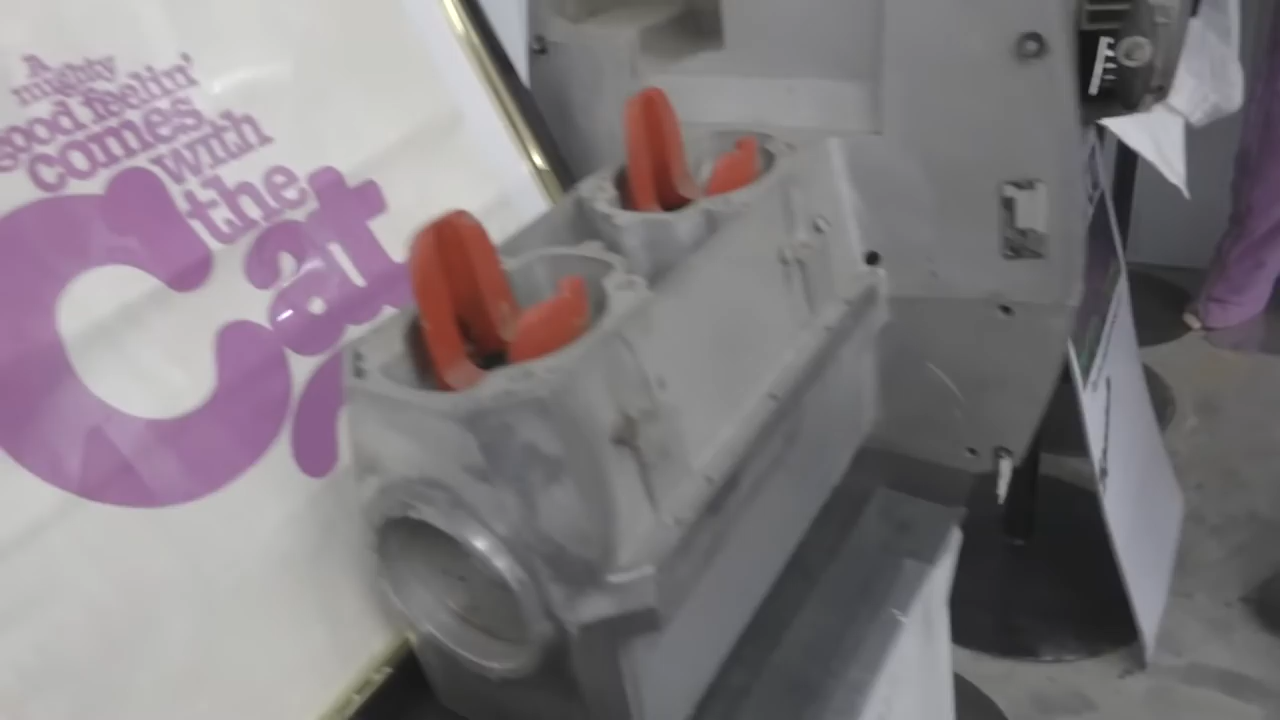 A
mighty
good feelin'
comes
with
the
Cat,